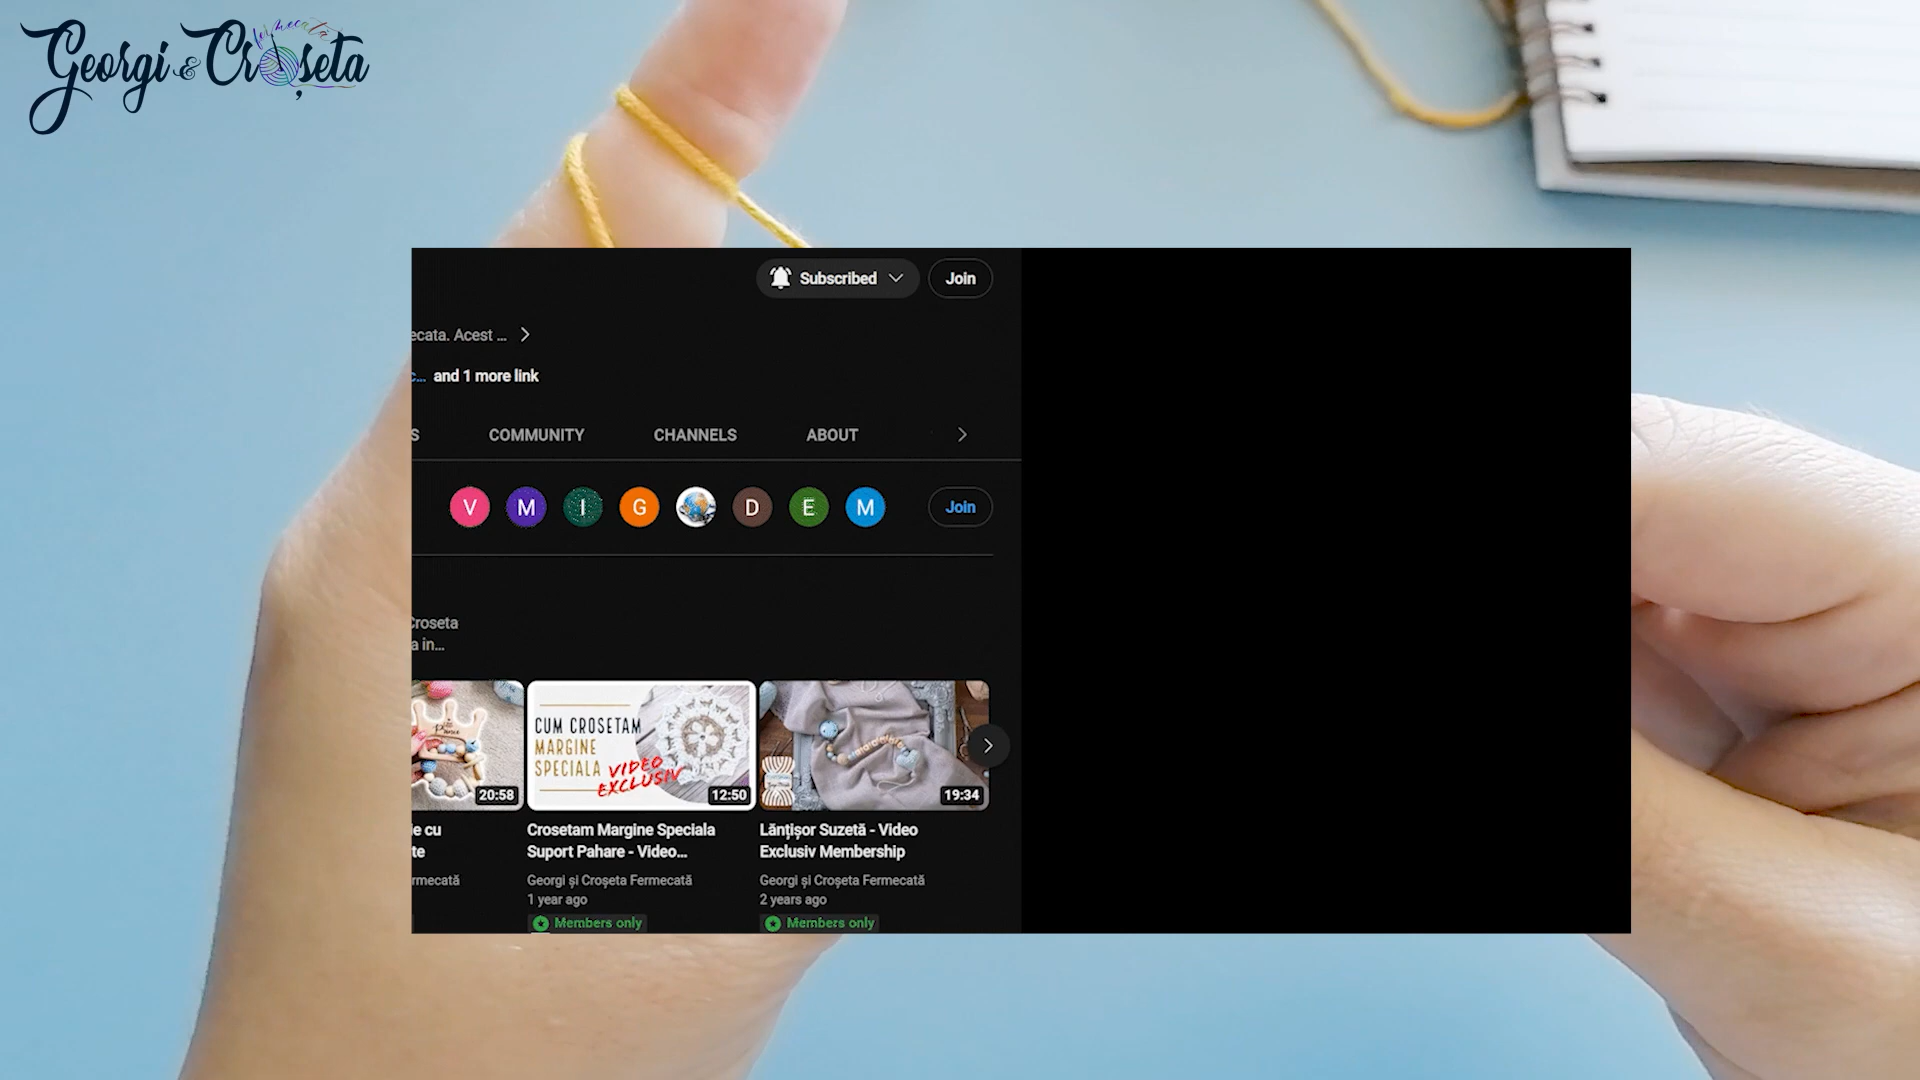 Georgi & Croșeta
fermecată
Subscribed
Join
ecata. Acest ...
c... and 1 more link
S COMMUNITY CHANNELS ABOUT
V M I G D E M
Join
Croseta
a in...
20:58
CUM CROSETAM
MARGINE
SPECIALA
VIDEO
EXCLUSIV
12:50
19:34
ie cu
te
rmecată
Crosetam Margine Speciala
Suport Pahare - Video...
Georgi și Croșeta Fermecată
1 year ago
Members only
Lănțișor Suzetă - Video
Exclusiv Membership
Georgi și Croșeta Fermecată
2 years ago
Members only